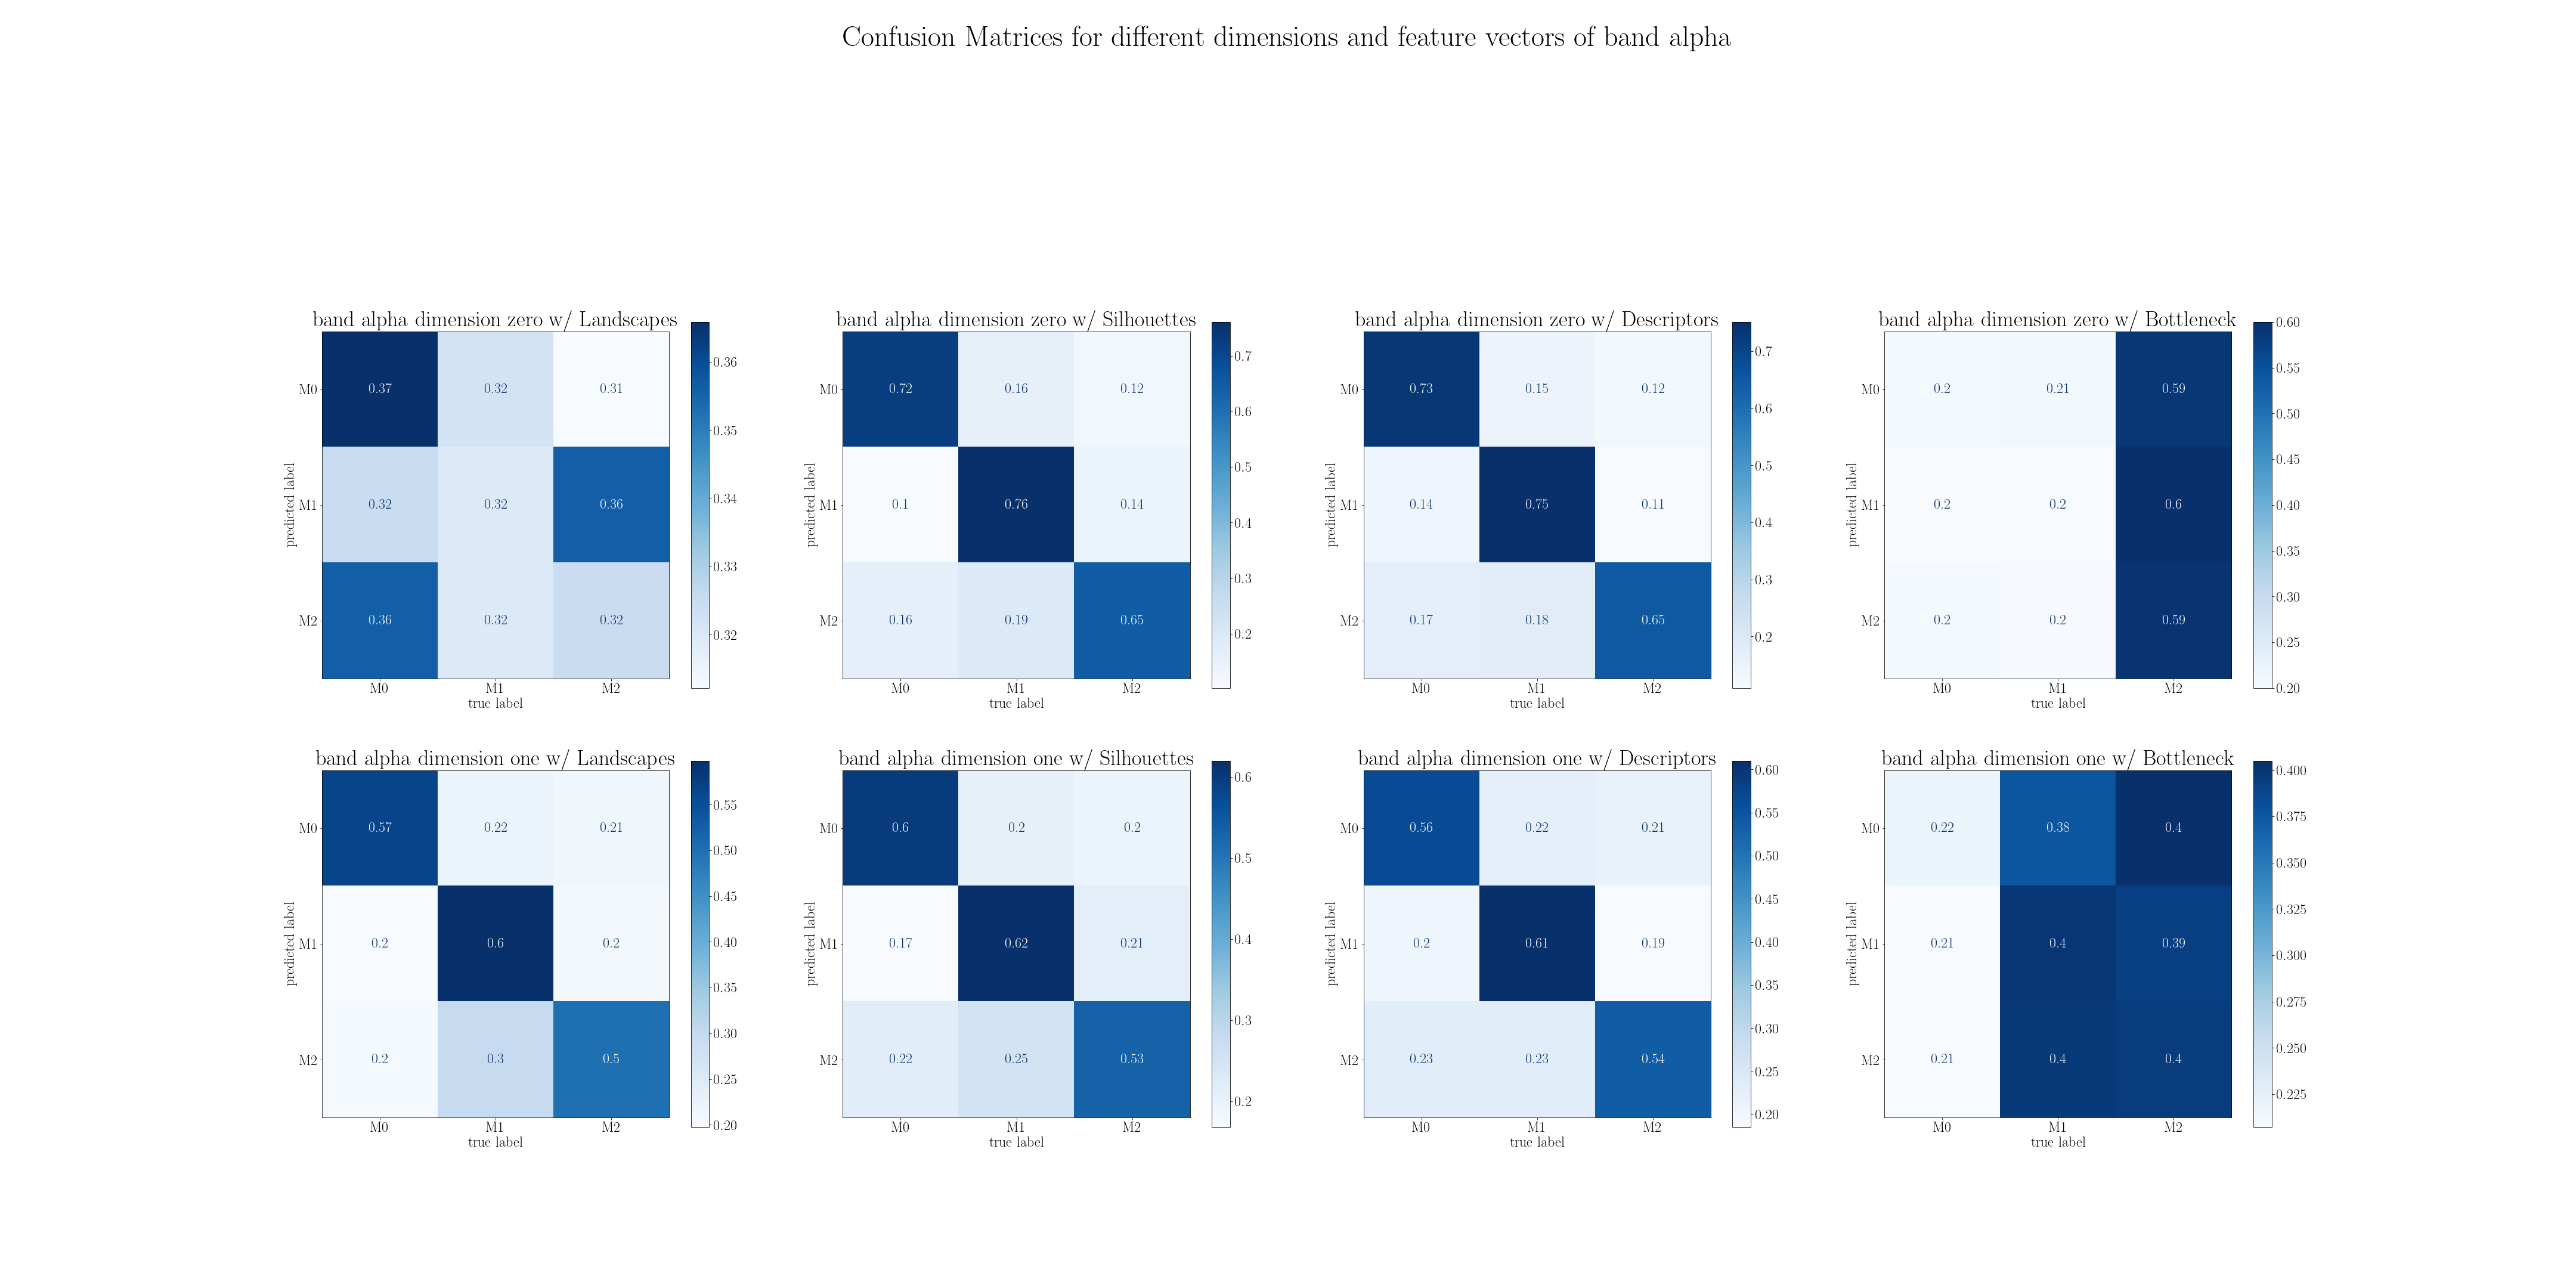 Confusion Matrices for different dimensions and feature vectors of band alpha
band alpha dimension zero w/ Landscapes
M0 0.37 0.32 0.31
M1 0.32 0.32 0.36
M2 0.36 0.32 0.32
M0 M1 M2
true label
predicted label
0.36
0.35
0.34
0.33
0.32
band alpha dimension zero w/ Silhouettes
M0 0.72 0.16 0.12
M1 0.1 0.76 0.14
M2 0.16 0.19 0.65
M0 M1 M2
true label
predicted label
0.7
0.6
0.5
0.4
0.3
0.2
band alpha dimension zero w/ Descriptors
M0 0.73 0.15 0.12
M1 0.14 0.75 0.11
M2 0.17 0.18 0.65
M0 M1 M2
true label
predicted label
0.7
0.6
0.5
0.4
0.3
0.2
band alpha dimension zero w/ Bottleneck
M0 0.2 0.21 0.59
M1 0.2 0.2 0.6
M2 0.2 0.2 0.59
M0 M1 M2
true label
predicted label
0.60
0.55
0.50
0.45
0.40
0.35
0.30
0.25
0.20
band alpha dimension one w/ Landscapes
M0 0.57 0.22 0.21
M1 0.2 0.6 0.2
M2 0.2 0.3 0.5
M0 M1 M2
true label
predicted label
0.55
0.50
0.45
0.40
0.35
0.30
0.25
0.20
band alpha dimension one w/ Silhouettes
M0 0.6 0.2 0.2
M1 0.17 0.62 0.21
M2 0.22 0.25 0.53
M0 M1 M2
true label
predicted label
0.6
0.5
0.4
0.3
0.2
band alpha dimension one w/ Descriptors
M0 0.56 0.22 0.21
M1 0.2 0.61 0.19
M2 0.23 0.23 0.54
M0 M1 M2
true label
predicted label
0.60
0.55
0.50
0.45
0.40
0.35
0.30
0.25
0.20
band alpha dimension one w/ Bottleneck
M0 0.22 0.38 0.4
M1 0.21 0.4 0.39
M2 0.21 0.4 0.4
M0 M1 M2
true label
predicted label
0.400
0.375
0.350
0.325
0.300
0.275
0.250
0.225